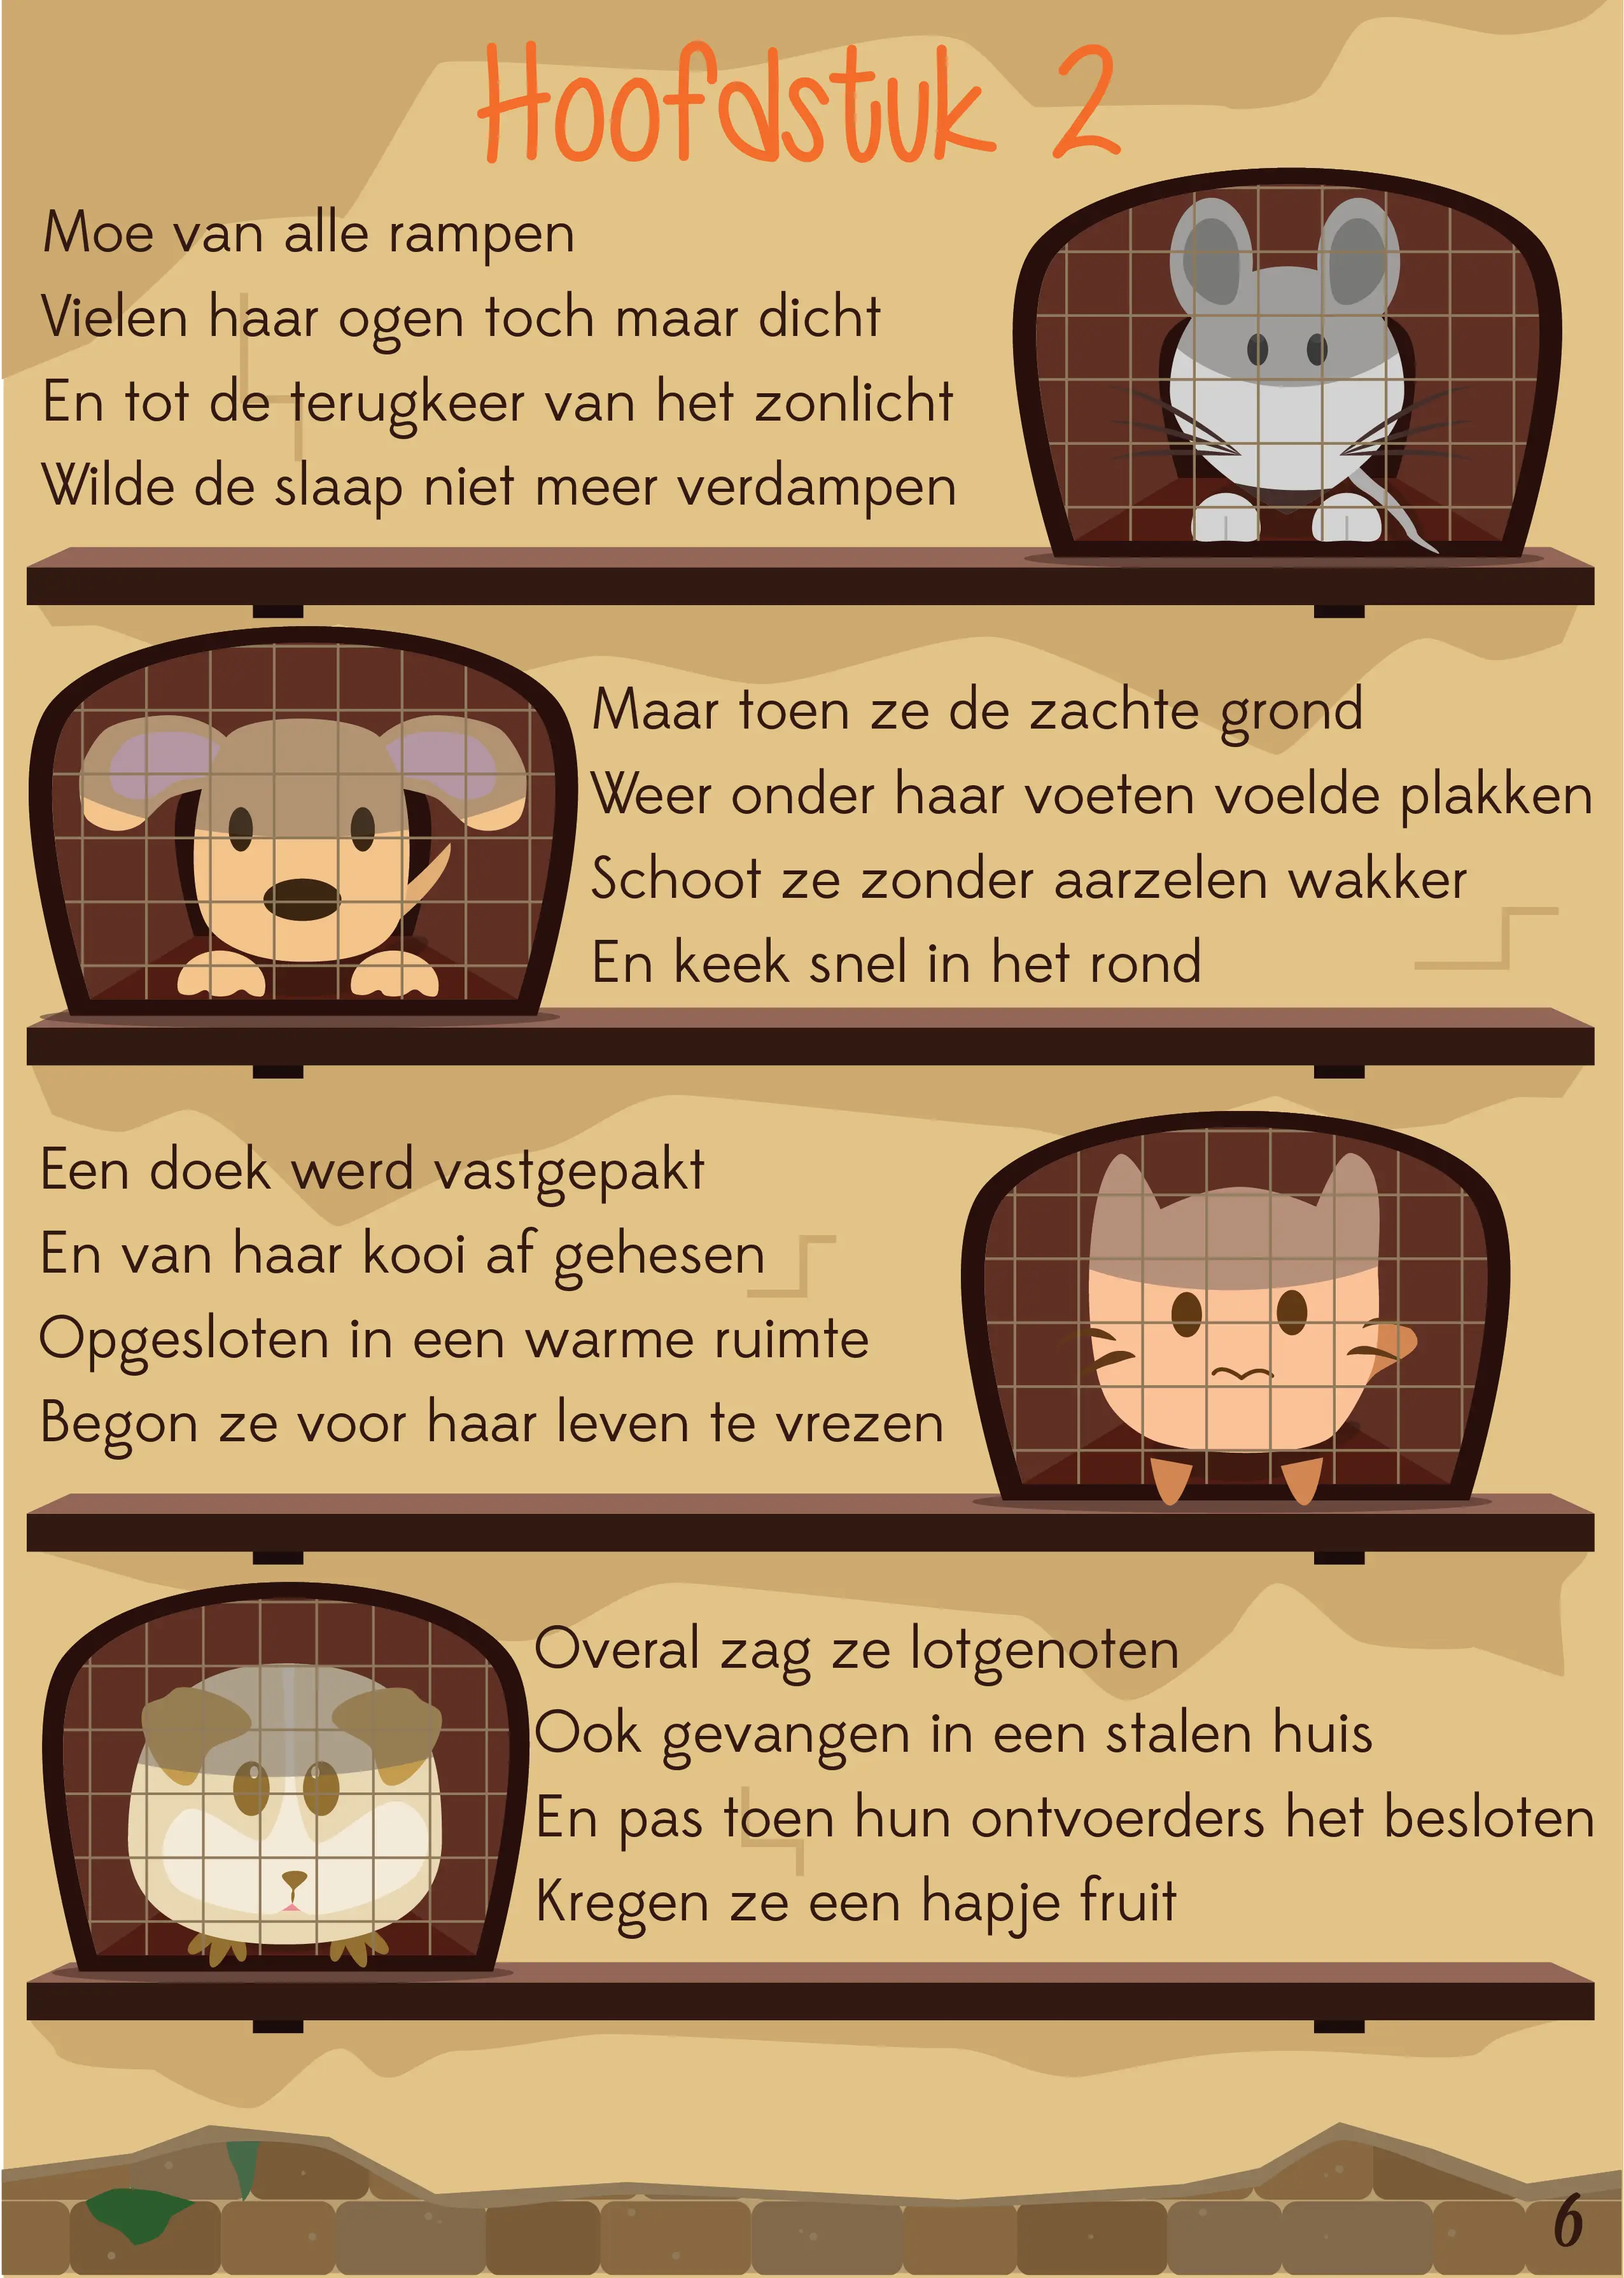 Hoofdstuk 2
Moe van alle rampen
Vielen haar ogen toch maar dicht
En tot de terugkeer van het zonlicht
Wilde de slaap niet meer verdampen
Maar toen ze de zachte grond
Weer onder haar voeten voelde plakken
Schoot ze zonder aarzelen wakker
En keek snel in het rond
Een doek werd vastgepakt
En van haar kooi af gehesen
Opgesloten in een warme ruimte
Begon ze voor haar leven te vrezen
Overal zag ze lotgenoten
Ook gevangen in een stalen huis
En pas toen hun ontvoerders het besloten
Kregen ze een hapje fruit
6